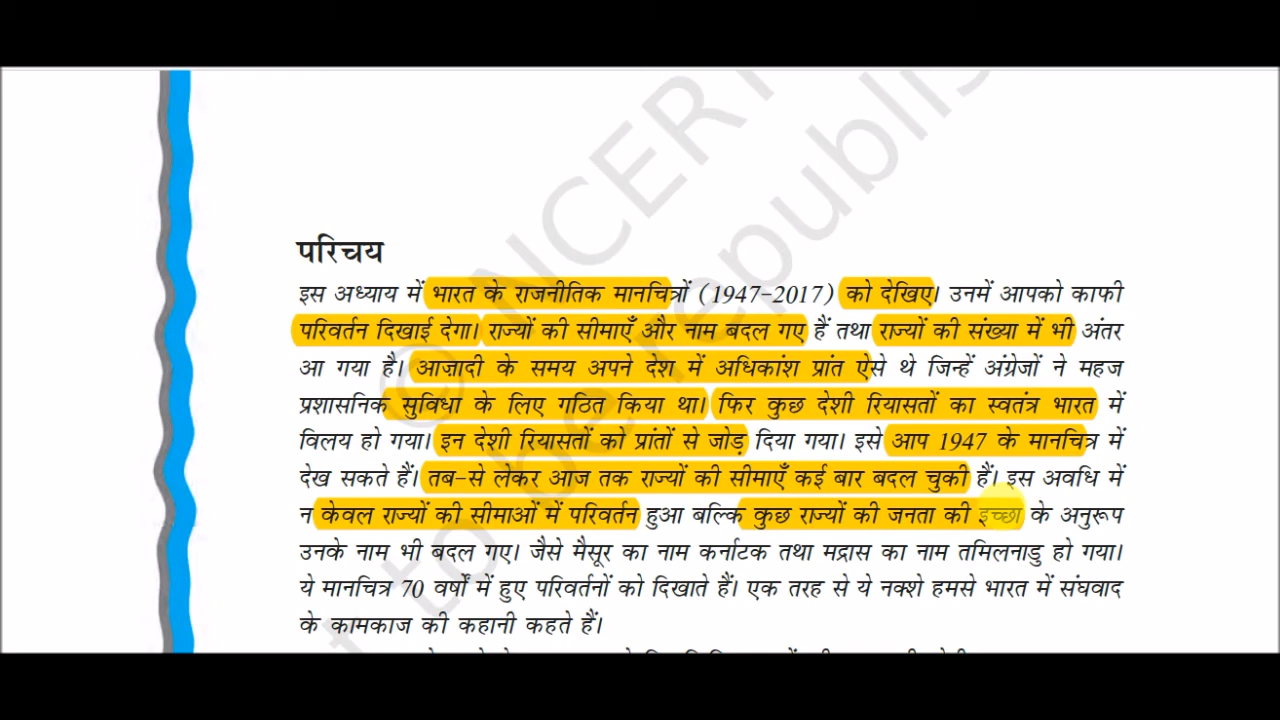 परिचय
इस अध्याय में भारत के राजनीतिक मानचित्रों (1947–2017) को देखिए। उनमें आपको काफी
परिवर्तन दिखाई देगा। राज्यों की सीमाएँ और नाम बदल गए हैं तथा राज्यों की संख्या में भी अंतर
आ गया है। आज़ादी के समय अपने देश में अधिकांश प्रांत ऐसे थे जिन्हें अंग्रेजों ने महज
प्रशासनिक सुविधा के लिए गठित किया था। फिर कुछ देशी रियासतों का स्वतंत्र भारत में
विलय हो गया। इन देशी रियासतों को प्रांतों से जोड़ दिया गया। इसे आप 1947 के मानचित्र में
देख सकते हैं। तब-से लेकर आज तक राज्यों की सीमाएँ कई बार बदल चुकी हैं। इस अवधि में
न केवल राज्यों की सीमाओं में परिवर्तन हुआ बल्कि कुछ राज्यों की जनता की इच्छा के अनुरूप
उनके नाम भी बदल गए। जैसे मैसूर का नाम कर्नाटक तथा मद्रास का नाम तमिलनाडु हो गया।
ये मानचित्र 70 वर्षों में हुए परिवर्तनों को दिखाते हैं। एक तरह से ये नक्शे हमसे भारत में संघवाद
के कामकाज की कहानी कहते हैं।
© NCERT
t to be republis